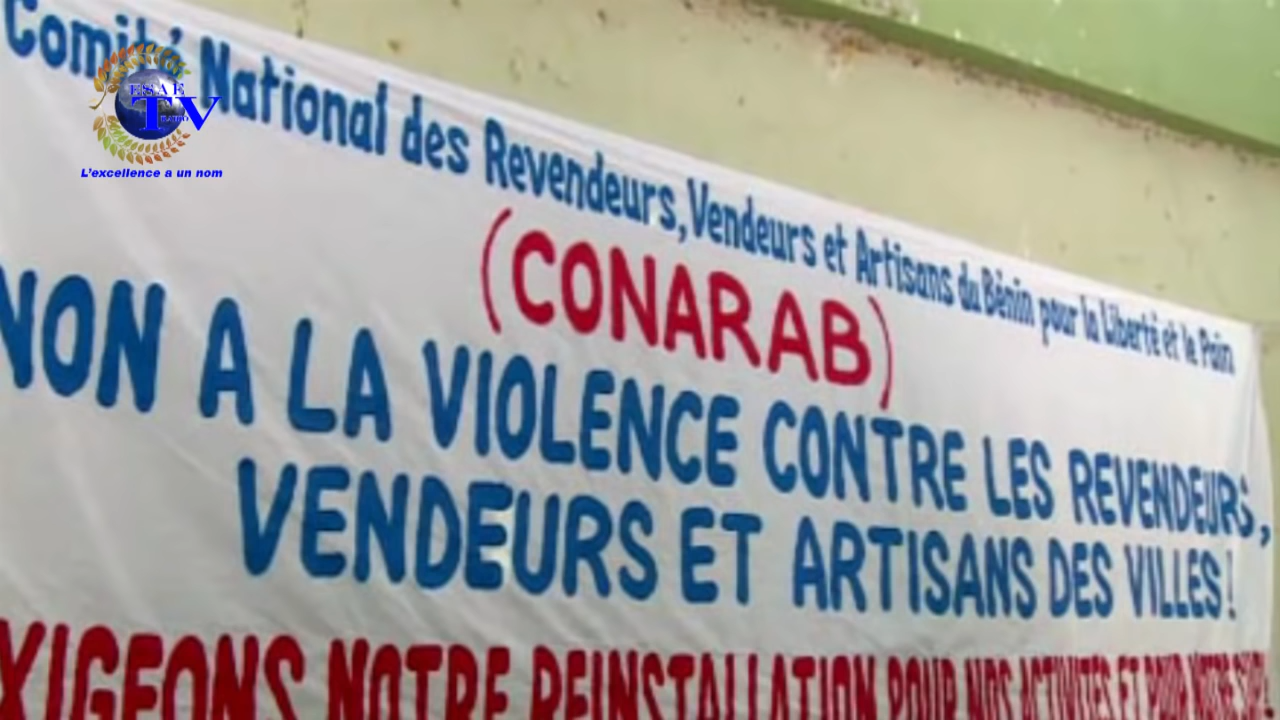 Comité National des Revendeurs, Vendeurs et Artisans du Bénin pour la Liberté et le Pain
(CONARAB)
NON A LA VIOLENCE CONTRE LES REVENDEURS,
VENDEURS ET ARTISANS DES VILLES!
XIGEONS NOTRE REINSTALLATION POUR NOS ACTIVITÉS ET POUR NOTRE
ESAE
TV
L'excellence a un nom